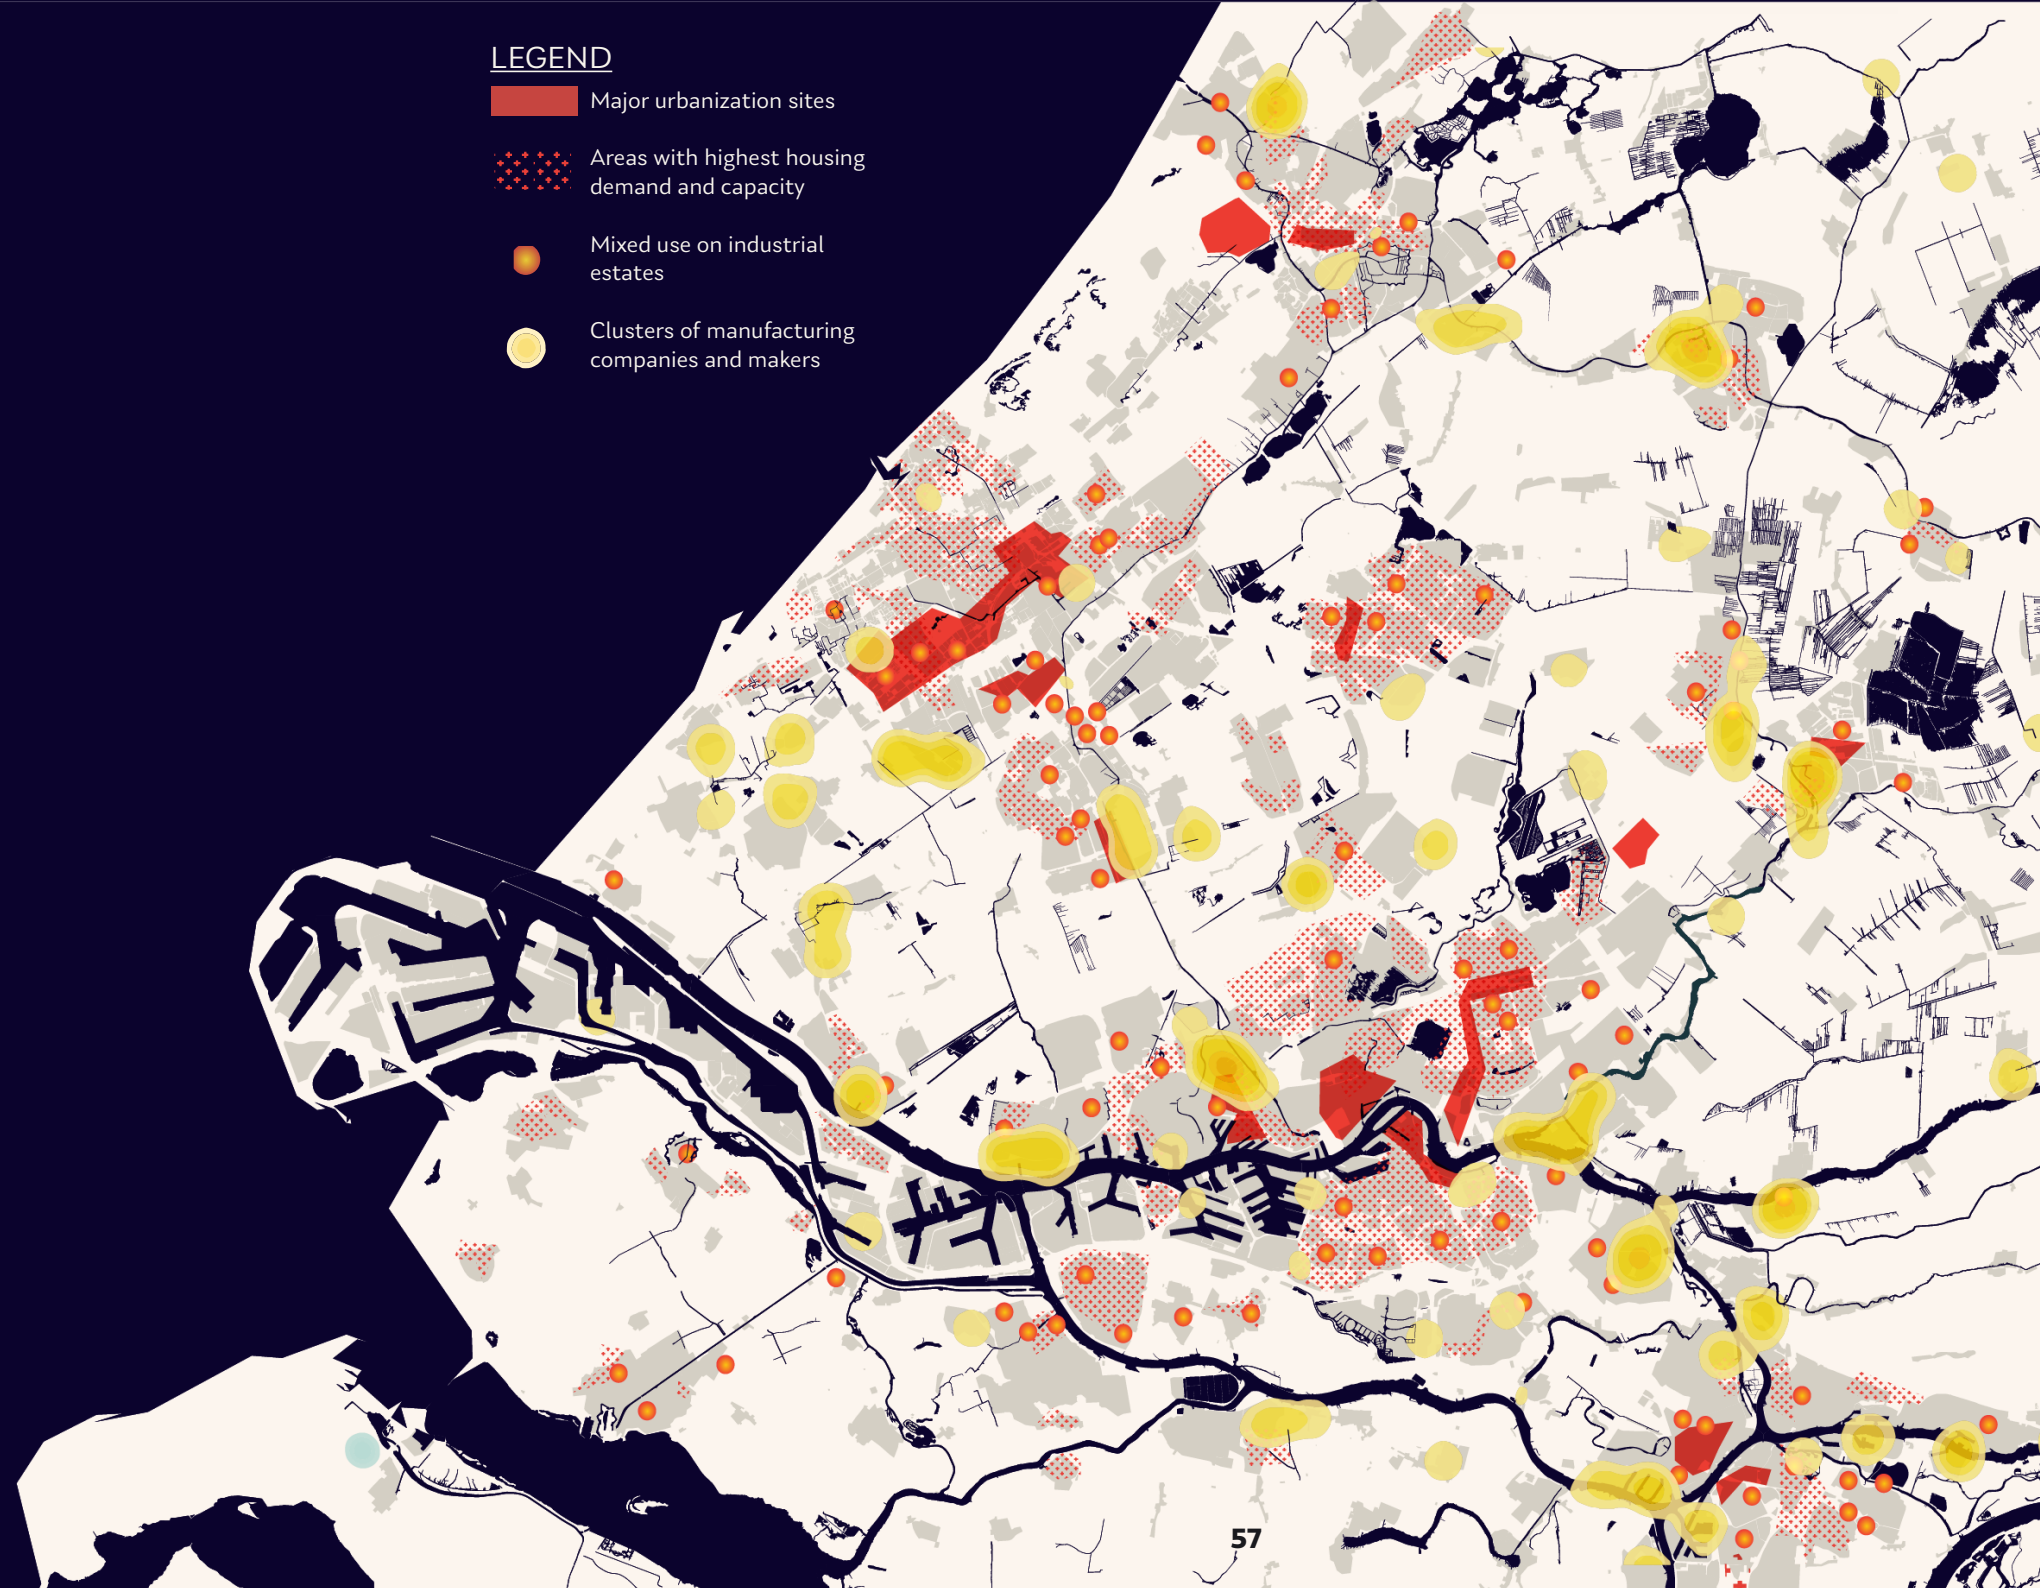 LEGEND
Major urbanization sites
Areas with highest housing
demand and capacity
Mixed use on industrial
estates
Clusters of manufacturing
companies and makers
57